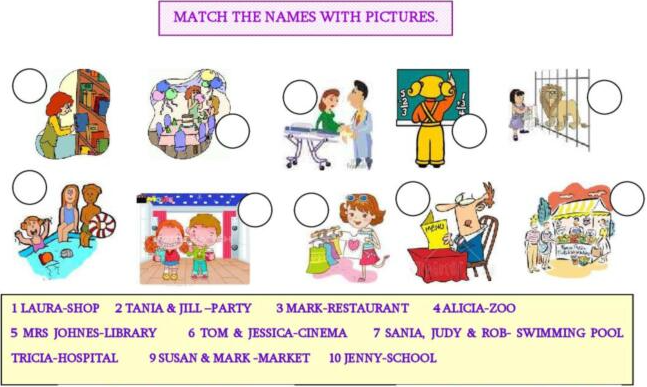 MATCH THE NAMES WITH PICTURES.
MENU
1 LAURA-SHOP 2 TANIA & JILL –PARTY 3 MARK-RESTAURANT 4 ALICIA-ZOO
5 MRS JOHNES-LIBRARY 6 TOM & JESSICA-CINEMA 7 SANIA, JUDY & ROB- SWIMMING POOL
TRICIA-HOSPITAL 9 SUSAN & MARK -MARKET 10 JENNY-SCHOOL